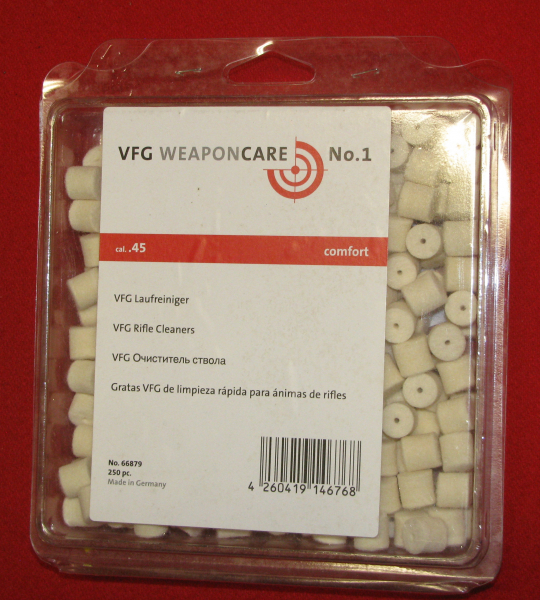 VFG WEAPONCARE No.1
cal. .45 comfort
VFG Laufreiniger
VFG Rifle Cleaners
VFG Очиститель ствола
Gratas VFG de limpieza rápida para ánimas de rifles
No. 66879
250 pc.
Made in Germany
4 260419 146768